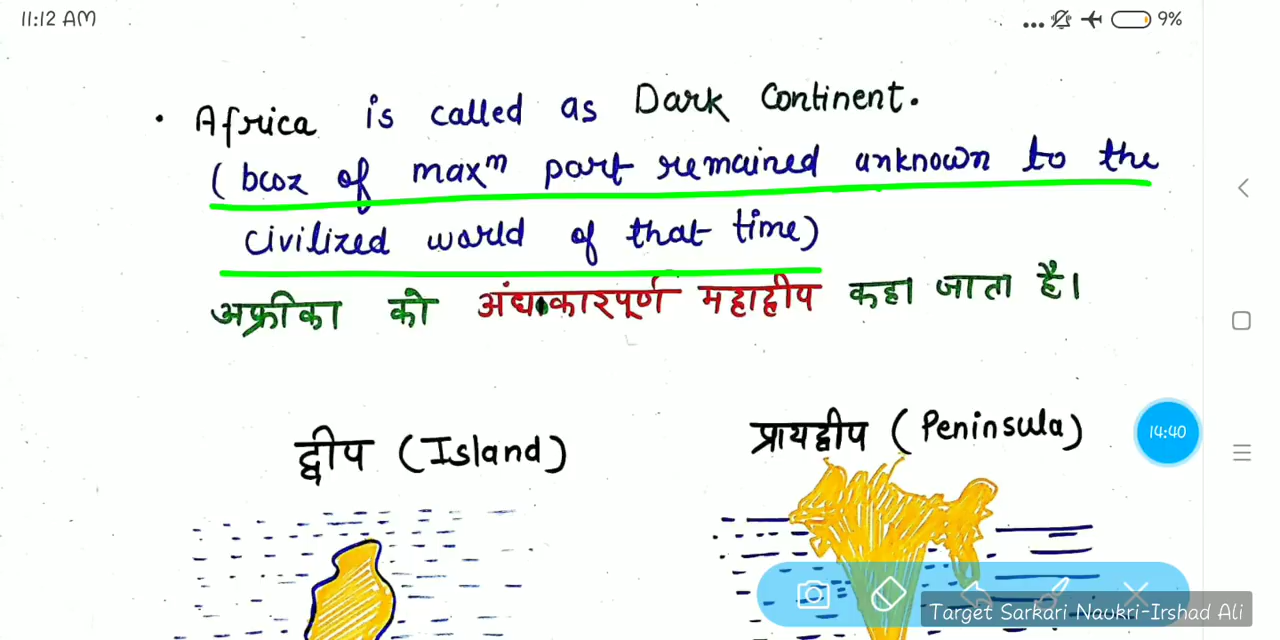 11:12 AM
... 9%
• Africa is called as Dark Continent.
(bcoz of maxᵐ part remained unknown to the
civilized world of that time)
अफ्रीका को अंधकारपूर्ण महाद्वीप कहा जाता है।
द्वीप (Island)
प्रायद्वीप (Peninsula)
14:40
Target Sarkari Naukri-Irshad Ali